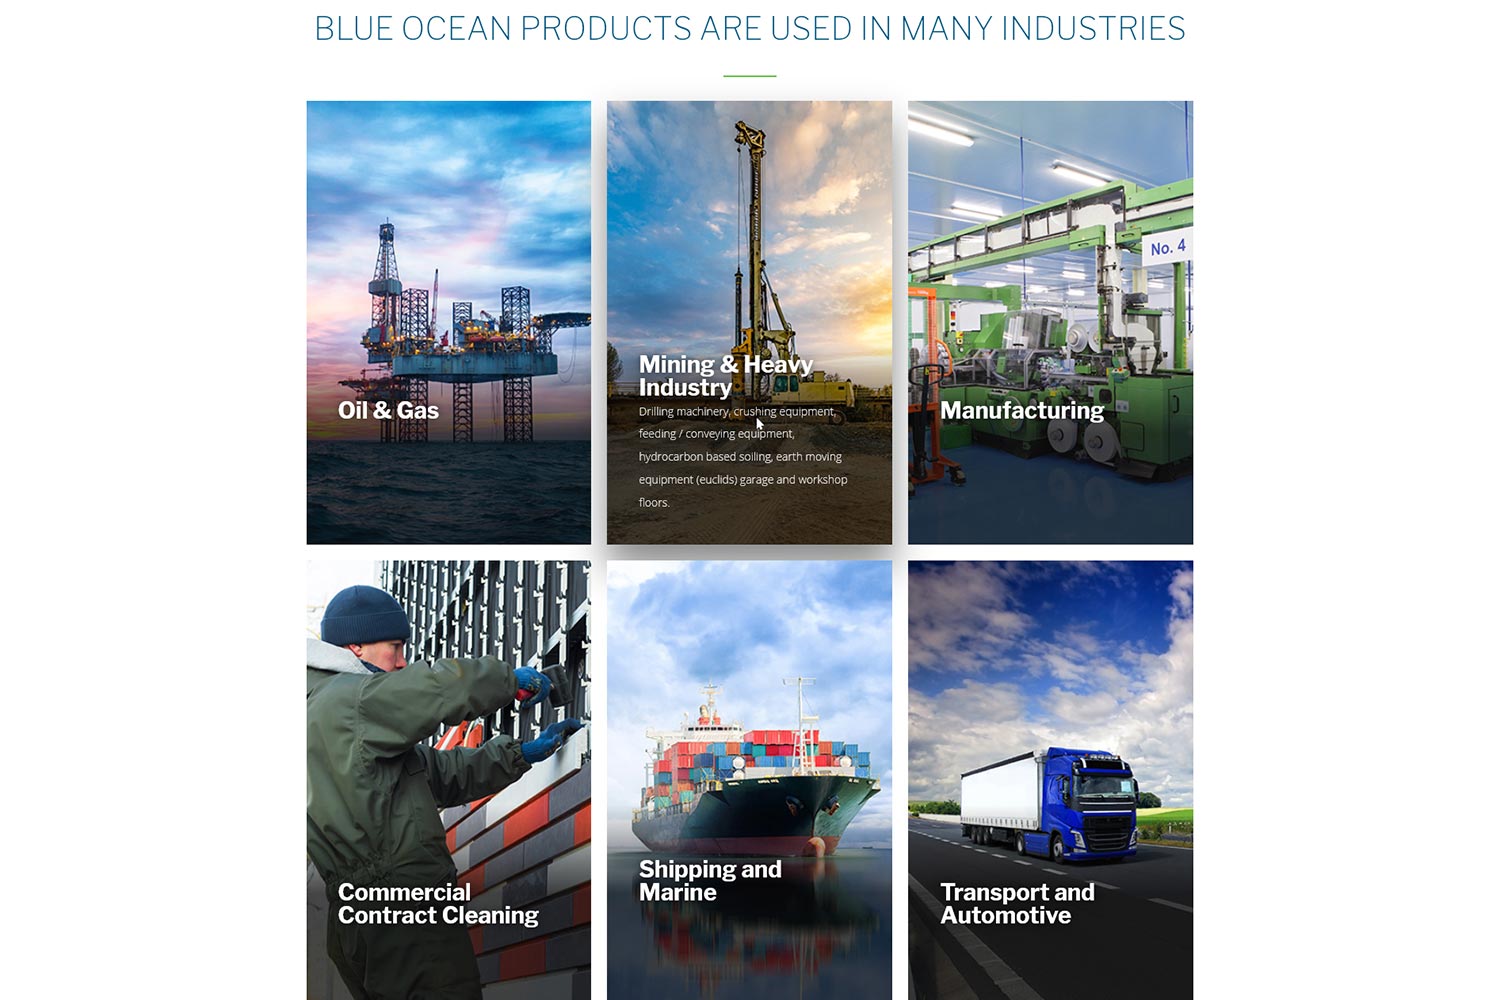 BLUE OCEAN PRODUCTS ARE USED IN MANY INDUSTRIES
Oil & Gas
Mining & Heavy
Industry
Drilling machinery, crushing equipment,
feeding / conveying equipment,
hydrocarbon based soiling, earth moving
equipment (euclids) garage and workshop
floors.
No. 4
Manufacturing
Commercial
Contract Cleaning
Shipping and
Marine
Transport and
Automotive